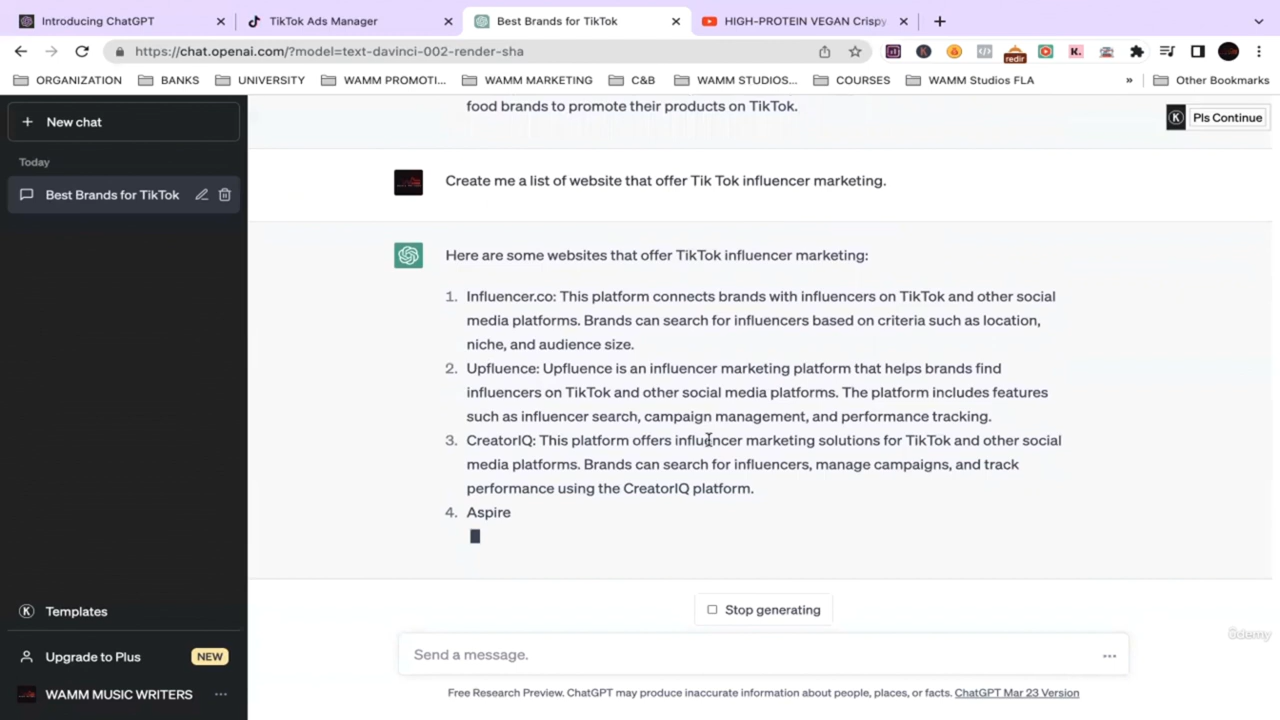 Introducing ChatGPT
TikTok Ads Manager
Best Brands for TikTok
HIGH-PROTEIN VEGAN Crispy
https://chat.openai.com/?model=text-davinci-002-render-sha
redir
ORGANIZATION
BANKS
UNIVERSITY
WAMM PROMOTI...
WAMM MARKETING
C&B
WAMM STUDIOS...
COURSES
WAMM Studios FLA
»
Other Bookmarks
+ New chat
Today
Best Brands for TikTok
food brands to promote their products on TikTok.
K Pls Continue
Create me a list of website that offer Tik Tok influencer marketing.
Here are some websites that offer TikTok influencer marketing:
1. Influencer.co: This platform connects brands with influencers on TikTok and other social
media platforms. Brands can search for influencers based on criteria such as location,
niche, and audience size.
2. Upfluence: Upfluence is an influencer marketing platform that helps brands find
influencers on TikTok and other social media platforms. The platform includes features
such as influencer search, campaign management, and performance tracking.
3. CreatorIQ: This platform offers influencer marketing solutions for TikTok and other social
media platforms. Brands can search for influencers, manage campaigns, and track
performance using the CreatorIQ platform.
4. Aspire
Stop generating
Send a message.
Free Research Preview. ChatGPT may produce inaccurate information about people, places, or facts. ChatGPT Mar 23 Version
K Templates
Upgrade to Plus NEW
WAMM MUSIC WRITERS
ûdemy